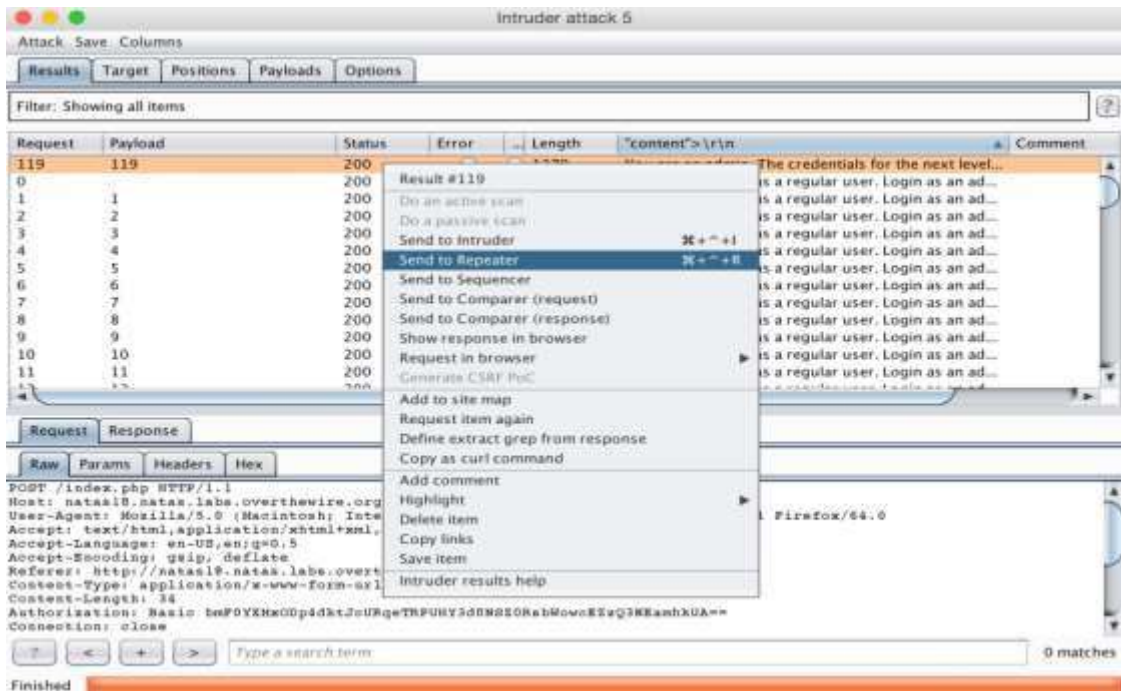 Intruder attack 5
Attack Save Columns
Results Target Positions Payloads Options
Filter: Showing all items ?
Request Payload Status Error ... Length "content">\r\n Comment
119 119 200 The credentials for the next level...
0 200 is a regular user. Login as an ad...
1 1 200 is a regular user. Login as an ad...
2 2 200 is a regular user. Login as an ad...
3 3 200 is a regular user. Login as an ad...
4 4 200 is a regular user. Login as an ad...
5 5 200 is a regular user. Login as an ad...
6 6 200 is a regular user. Login as an ad...
7 7 200 is a regular user. Login as an ad...
8 8 200 is a regular user. Login as an ad...
9 9 200 is a regular user. Login as an ad...
10 10 200 is a regular user. Login as an ad...
11 11 200 is a regular user. Login as an ad...
Result #119
Do an active scan
Do a passive scan
Send to Intruder ⌘+^+I
Send to Repeater ⌘+^+R
Send to Sequencer
Send to Comparer (request)
Send to Comparer (response)
Show response in browser
Request in browser
Generate CSRF PoC
Add to site map
Request item again
Define extract grep from response
Copy as curl command
Add comment
Highlight
Delete item
Copy links
Save item
Intruder results help
Request Response
Raw Params Headers Hex
POST /index.php HTTP/1.1
Host: natas18.natas.labs.overthewire.org
User-Agent: Mozilla/5.0 (Macintosh; Inte Firefox/64.0
Accept: text/html,application/xhtml+xml,
Accept-Language: en-US,en;q=0.5
Accept-Encoding: gzip, deflate
Referer: http://natas18.natas.labs.overt
Content-Type: application/x-www-form-url
Content-Length: 34
Authorization: Basic
Connection: close
? < + > Type a search term 0 matches
Finished